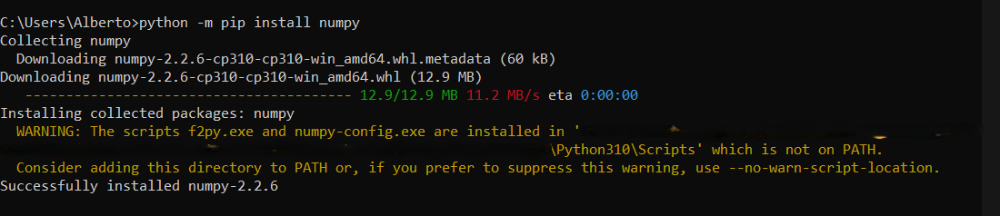 C:\Users\Alberto>python -m pip install numpy
Collecting numpy
  Downloading numpy-2.2.6-cp310-cp310-win_amd64.whl.metadata (60 kB)
Downloading numpy-2.2.6-cp310-cp310-win_amd64.whl (12.9 MB)
   ---------------------------------------- 12.9/12.9 MB 11.2 MB/s eta 0:00:00
Installing collected packages: numpy
  WARNING: The scripts f2py.exe and numpy-config.exe are installed in '
\Python310\Scripts' which is not on PATH.
  Consider adding this directory to PATH or, if you prefer to suppress this warning, use --no-warn-script-location.
Successfully installed numpy-2.2.6